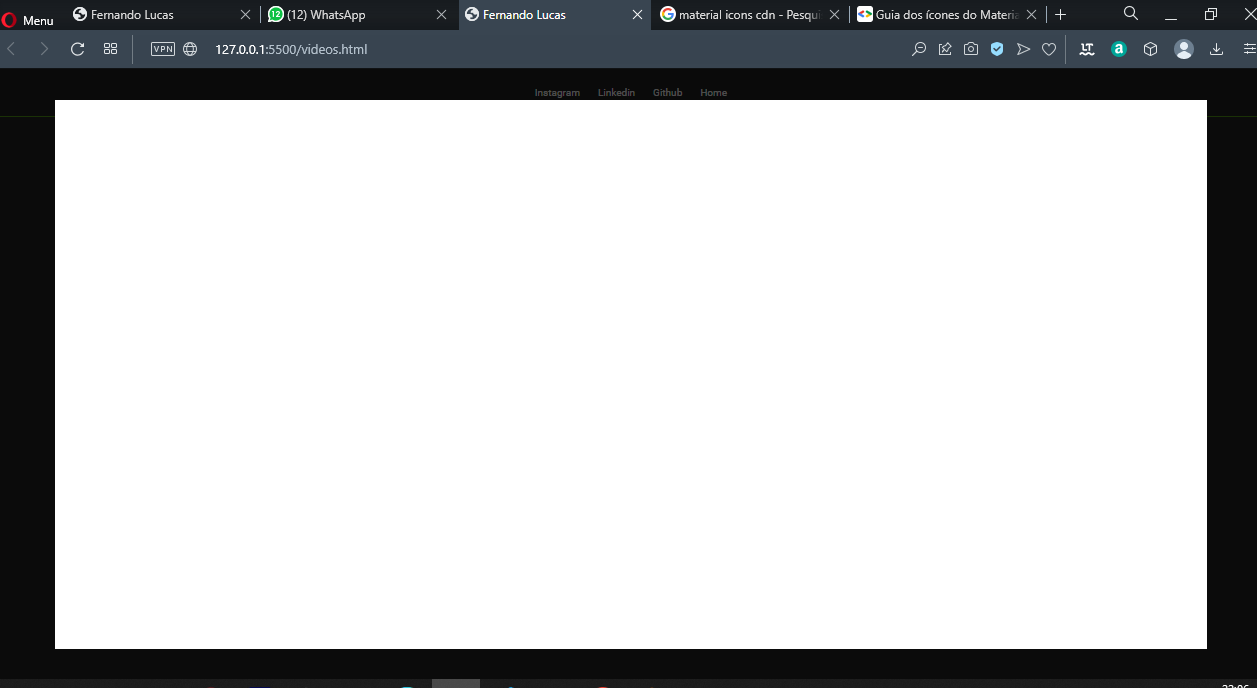 Menu
Fernando Lucas
(12) WhatsApp
Fernando Lucas
material icons cdn - Pesqui
Guia dos ícones do Materia
VPN
127.0.0.1:5500/videos.html
a
Instagram Linkedin Github Home